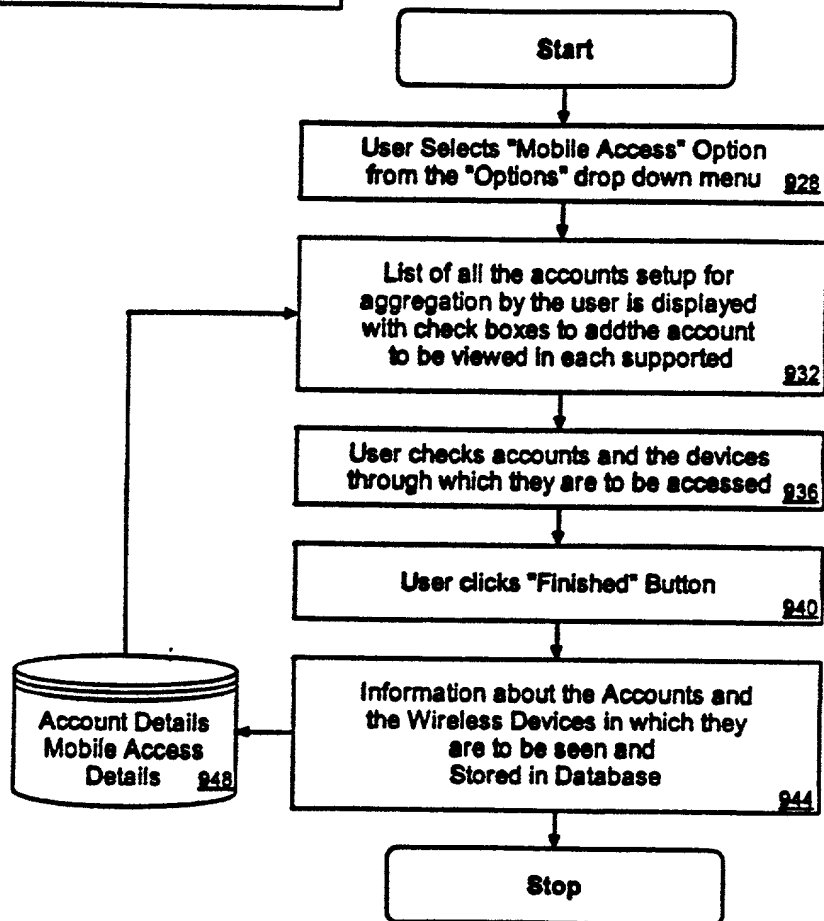 Start
User Selects "Mobile Access" Option
from the "Options" drop down menu 928
List of all the accounts setup for
aggregation by the user is displayed
with check boxes to addthe account
to be viewed in each supported
932
User checks accounts and the devices
through which they are to be accessed 936
User clicks "Finished" Button
940
Information about the Accounts and
the Wireless Devices in which they
are to be seen and
Stored in Database
944
Account Details
Mobile Access
Details 948
Stop